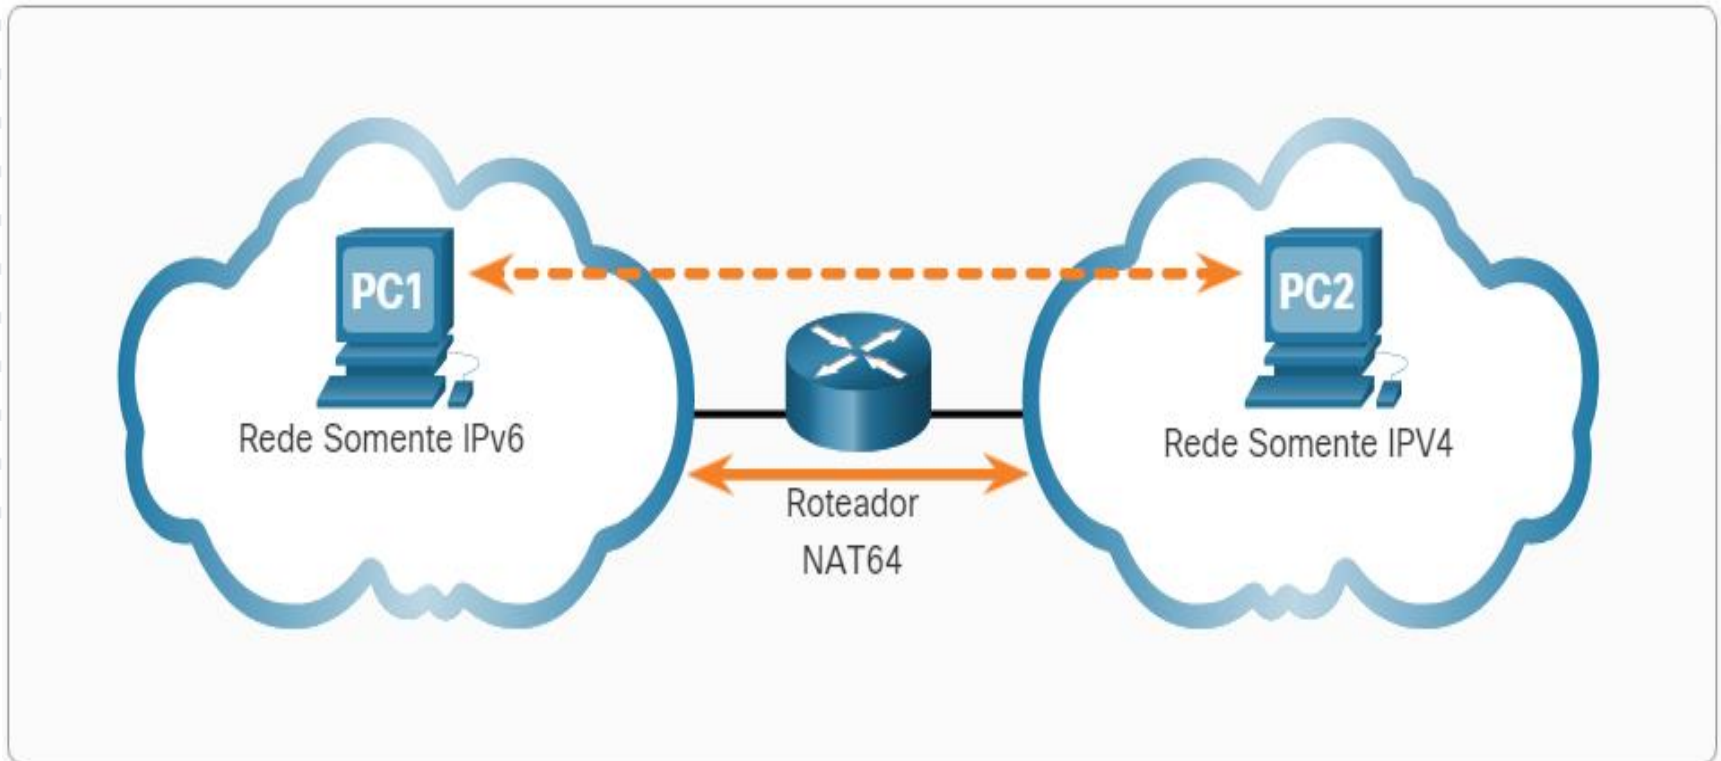 PC1
PC2
Rede Somente IPv6
Rede Somente IPV4
Roteador
NAT64